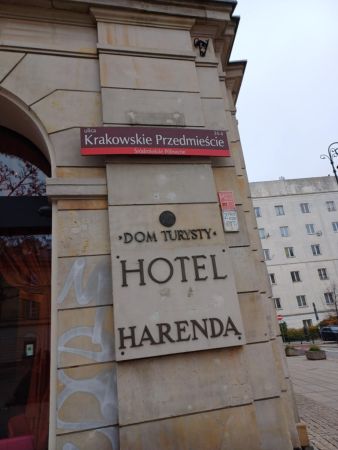 ulica
Krakowskie Przedmieście
Śródmieście Północne
·DOM TURYSTY·
HOTEL
HARENDA